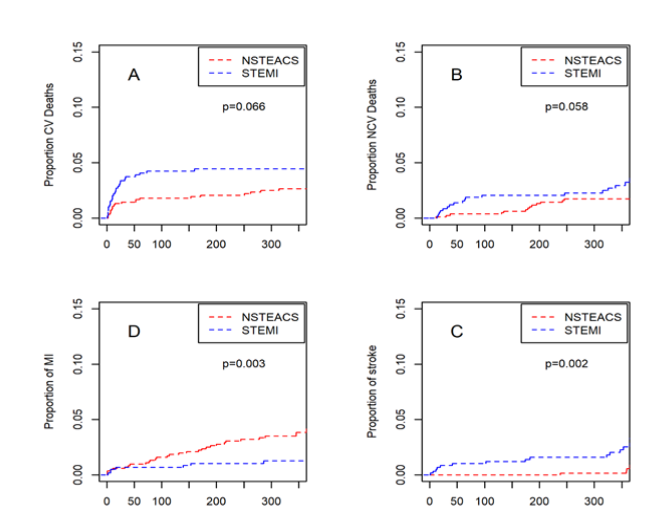 NSTEACS
STEMI
A
p=0.066
Proportion CV Deaths
0.00 0.05 0.10 0.15
0 50 100 200 300
NSTEACS
STEMI
B
p=0.058
Proportion NCV Deaths
0.00 0.05 0.10 0.15
0 50 100 200 300
NSTEACS
STEMI
D
p=0.003
Proportion of MI
0.00 0.05 0.10 0.15
0 50 100 200 300
NSTEACS
STEMI
C
p=0.002
Proportion of stroke
0.00 0.05 0.10 0.15
0 50 100 200 300